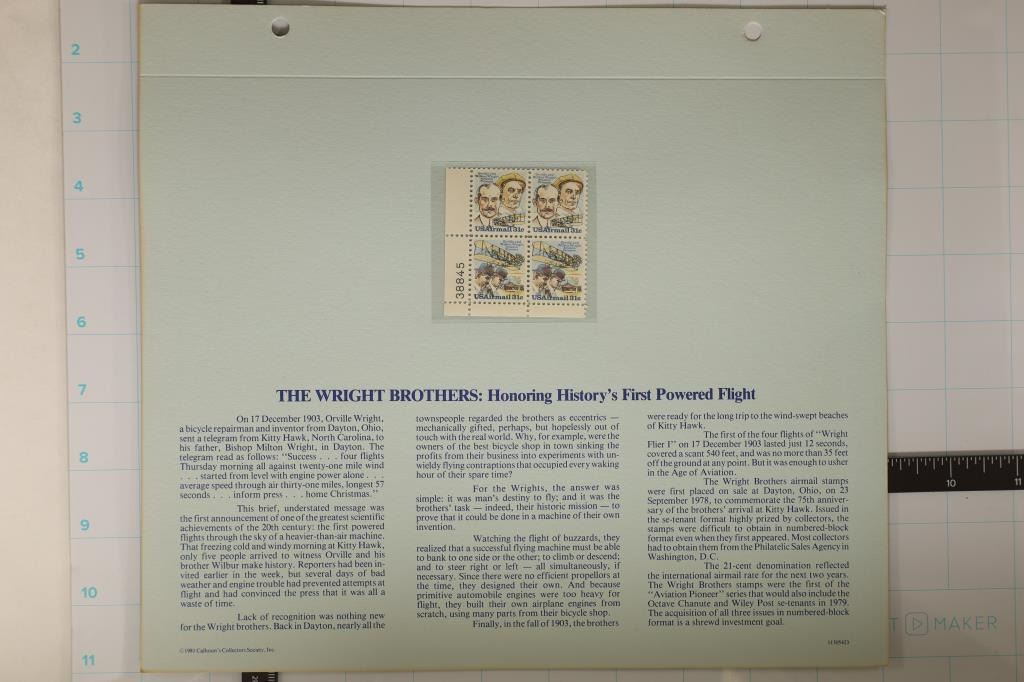 2
3
4
5
6
7
8
9
10
11
USAirmail 31c
USAirmail 31c
38845
USAirmail 31c
USAirmail 31c
THE WRIGHT BROTHERS: Honoring History's First Powered Flight
On 17 December 1903, Orville Wright,
a bicycle repairman and inventor from Dayton, Ohio,
sent a telegram from Kitty Hawk, North Carolina, to
his father, Bishop Milton Wright, in Dayton. The
telegram read as follows: "Success . . . four flights
Thursday morning all against twenty-one mile wind
. . . started from level with engine power alone . . .
average speed through air thirty-one miles, longest 57
seconds . . . inform press . . . home Christmas."
This brief, understated message was
the first announcement of one of the greatest scientific
achievements of the 20th century: the first powered
flights through the sky of a heavier-than-air machine.
That freezing cold and windy morning at Kitty Hawk,
only five people arrived to witness Orville and his
brother Wilbur make history. Reporters had been in-
vited earlier in the week, but several days of bad
weather and engine trouble had prevented attempts at
flight and had convinced the press that it was all a
waste of time.
Lack of recognition was nothing new
for the Wright brothers. Back in Dayton, nearly all the
townspeople regarded the brothers as eccentrics —
mechanically gifted, perhaps, but hopelessly out of
touch with the real world. Why, for example, were the
owners of the best bicycle shop in town sinking the
profits from their business into experiments with un-
wieldy flying contraptions that occupied every waking
hour of their spare time?
For the Wrights, the answer was
simple: it was man's destiny to fly; and it was the
brothers' task — indeed, their historic mission — to
prove that it could be done in a machine of their own
invention.
Watching the flight of buzzards, they
realized that a successful flying machine must be able
to bank to one side or the other; to climb or descend;
and to steer right or left — all simultaneously, if
necessary. Since there were no efficient propellors at
the time, they designed their own. And because
primitive automobile engines were too heavy for
flight, they built their own airplane engines from
scratch, using many parts from their bicycle shop.
Finally, in the fall of 1903, the brothers
were ready for the long trip to the wind-swept beaches
of Kitty Hawk.
The first of the four flights of "Wright
Flier I" on 17 December 1903 lasted just 12 seconds,
covered a scant 540 feet, and was no more than 35 feet
off the ground at any point. But it was enough to usher
in the Age of Aviation.
The Wright Brothers airmail stamps
were first placed on sale at Dayton, Ohio, on 23
September 1978, to commemorate the 75th anniver-
sary of the brothers' arrival at Kitty Hawk. Issued in
the se-tenant format highly prized by collectors, the
stamps were difficult to obtain in numbered-block
format even when they first appeared. Most collectors
had to obtain them from the Philatelic Sales Agency in
Washington, D.C.
The 21-cent denomination reflected
the international airmail rate for the next two years.
The Wright Brothers stamps were the first of the
"Aviation Pioneer" series that would also include the
Octave Chanute and Wiley Post se-tenants in 1979.
The acquisition of all three issues in numbered-block
format is a shrewd investment goal.
©1981 Calhoun's Collectors Society, Inc.
10
11
T MAKER
20